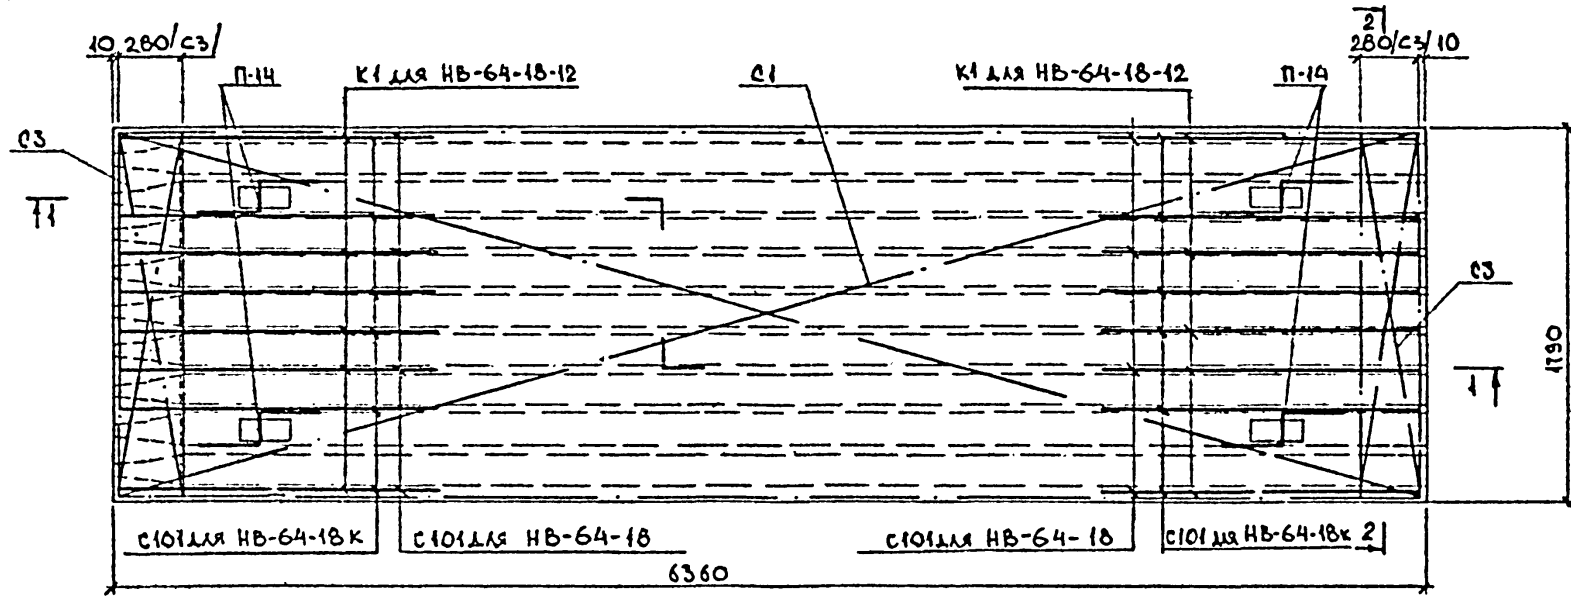 2
10 280/С3/
280/С3/ 10
П-14
К1 для НВ-64-18-12
С1
К1 для НВ-64-18-12
П-14
С3
1
С3
1790
1
С101 для НВ-64-18к
С101 для НВ-64-18
С101 для НВ-64-18
С101 для НВ-64-18к 2
6360